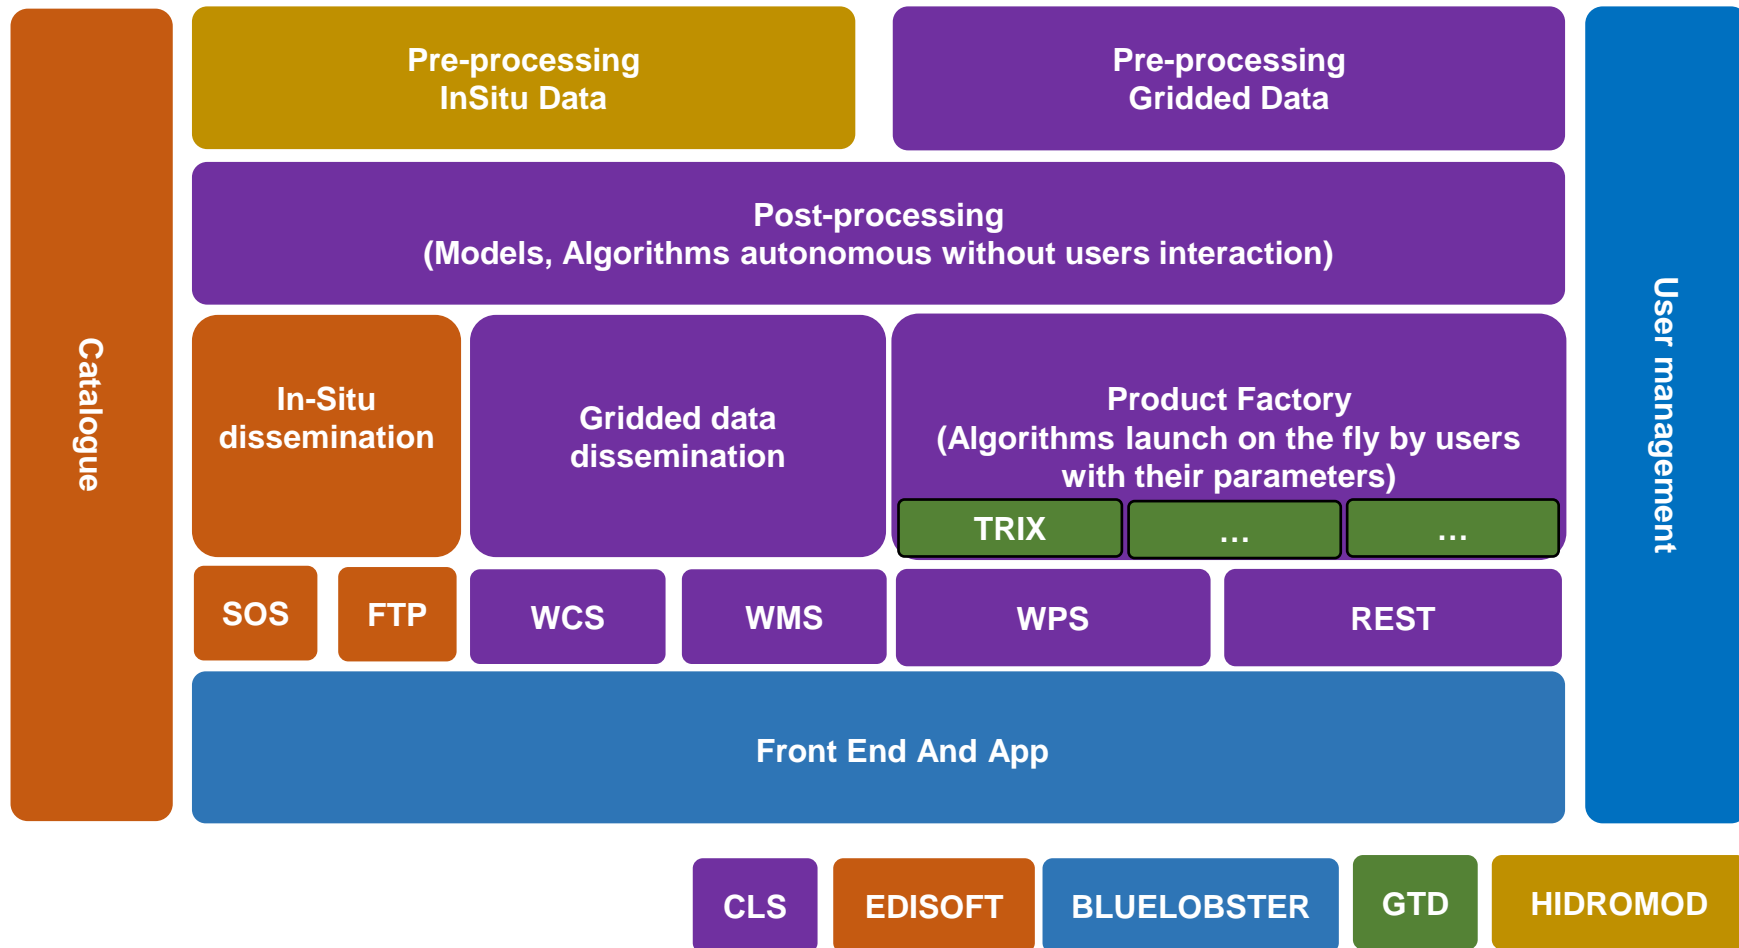 Catalogue
Pre-processing
InSitu Data
Pre-processing
Gridded Data
Post-processing
(Models, Algorithms autonomous without users interaction)
In-Situ
dissemination
Gridded data
dissemination
Product Factory
(Algorithms launch on the fly by users
with their parameters)
TRIX
...
...
SOS
FTP
WCS
WMS
WPS
REST
Front End And App
User management
CLS
EDISOFT
BLUELOBSTER
GTD
HIDROMOD